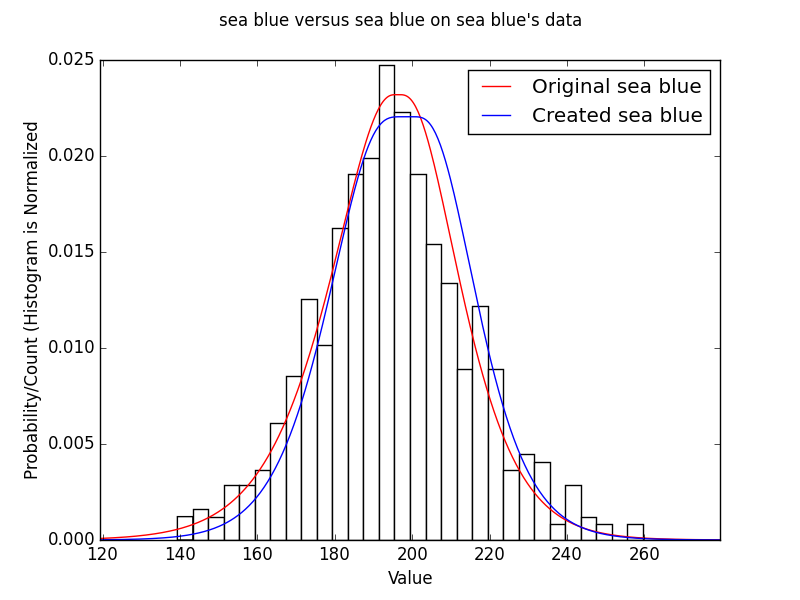 sea blue versus sea blue on sea blue's data
Original sea blue
Created sea blue
Probability/Count (Histogram is Normalized
0.025
0.020
0.015
0.010
0.005
0.000
120 140 160 180 200 220 240 260
Value